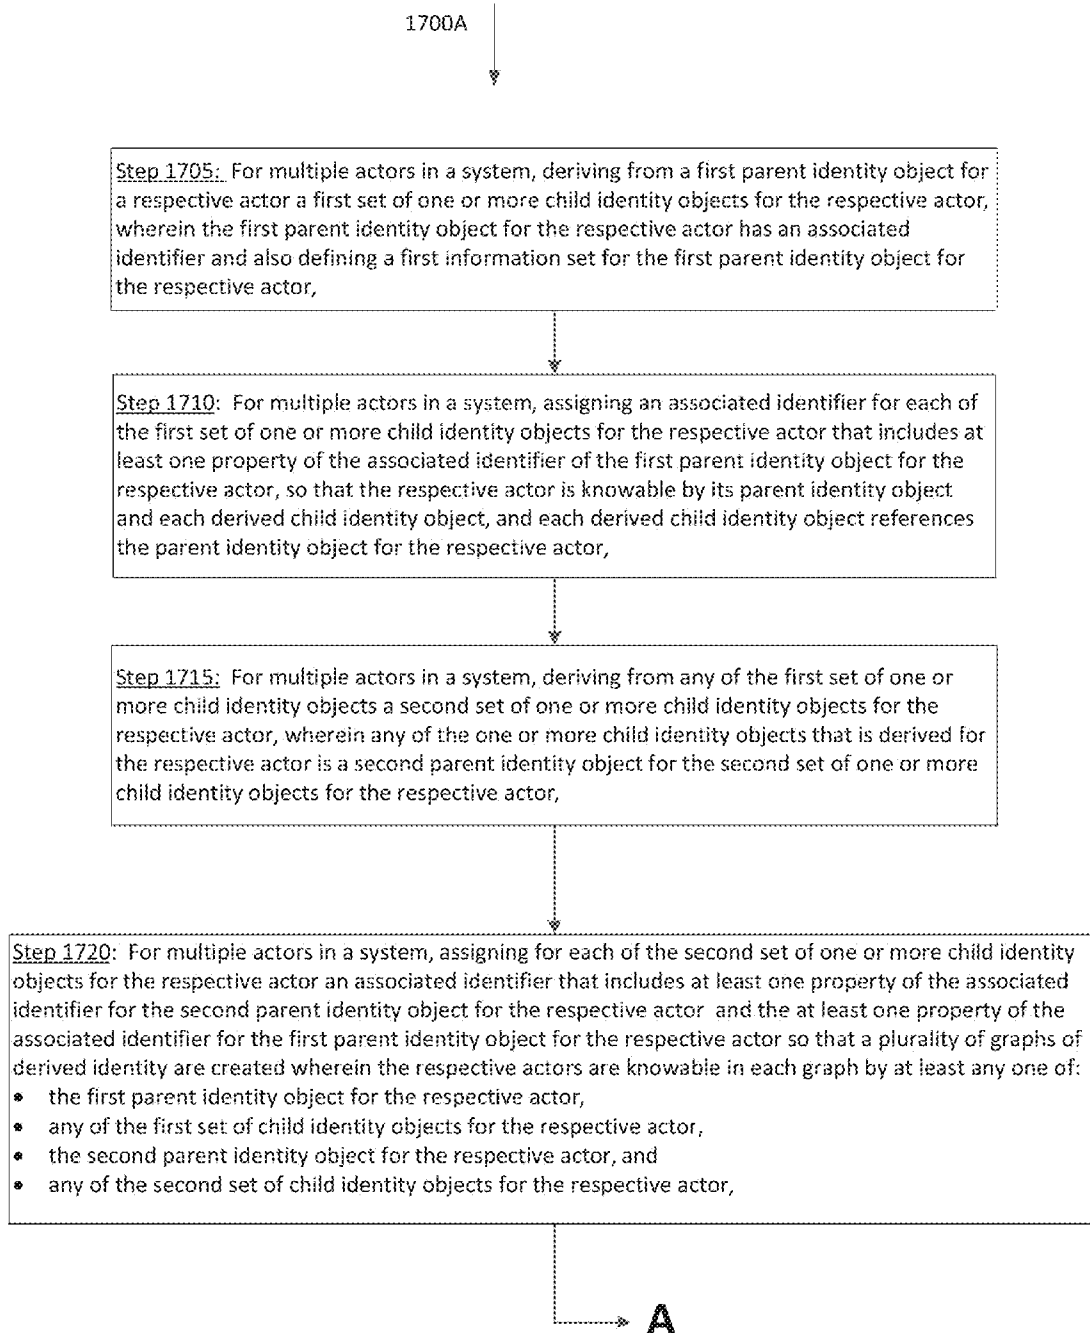 1700A
Step 1705: For multiple actors in a system, deriving from a first parent identity object for
a respective actor a first set of one or more child identity objects for the respective actor,
wherein the first parent identity object for the respective actor has an associated
identifier and also defining a first information set for the first parent identity object for
the respective actor,
Step 1710: For multiple actors in a system, assigning an associated identifier for each of
the first set of one or more child identity objects for the respective actor that includes at
least one property of the associated identifier of the first parent identity object for the
respective actor, so that the respective actor is knowable by its parent identity object
and each derived child identity object, and each derived child identity object references
the parent identity object for the respective actor,
Step 1715: For multiple actors in a system, deriving from any of the first set of one or
more child identity objects a second set of one or more child identity objects for the
respective actor, wherein any of the one or more child identity objects that is derived for
the respective actor is a second parent identity object for the second set of one or more
child identity objects for the respective actor,
Step 1720: For multiple actors in a system, assigning for each of the second set of one or more child identity
objects for the respective actor an associated identifier that includes at least one property of the associated
identifier for the second parent identity object for the respective actor and the at least one property of the
associated identifier for the first parent identity object for the respective actor so that a plurality of graphs of
derived identity are created wherein the respective actors are knowable in each graph by at least any one of:
• the first parent identity object for the respective actor,
• any of the first set of child identity objects for the respective actor,
• the second parent identity object for the respective actor, and
• any of the second set of child identity objects for the respective actor,
A